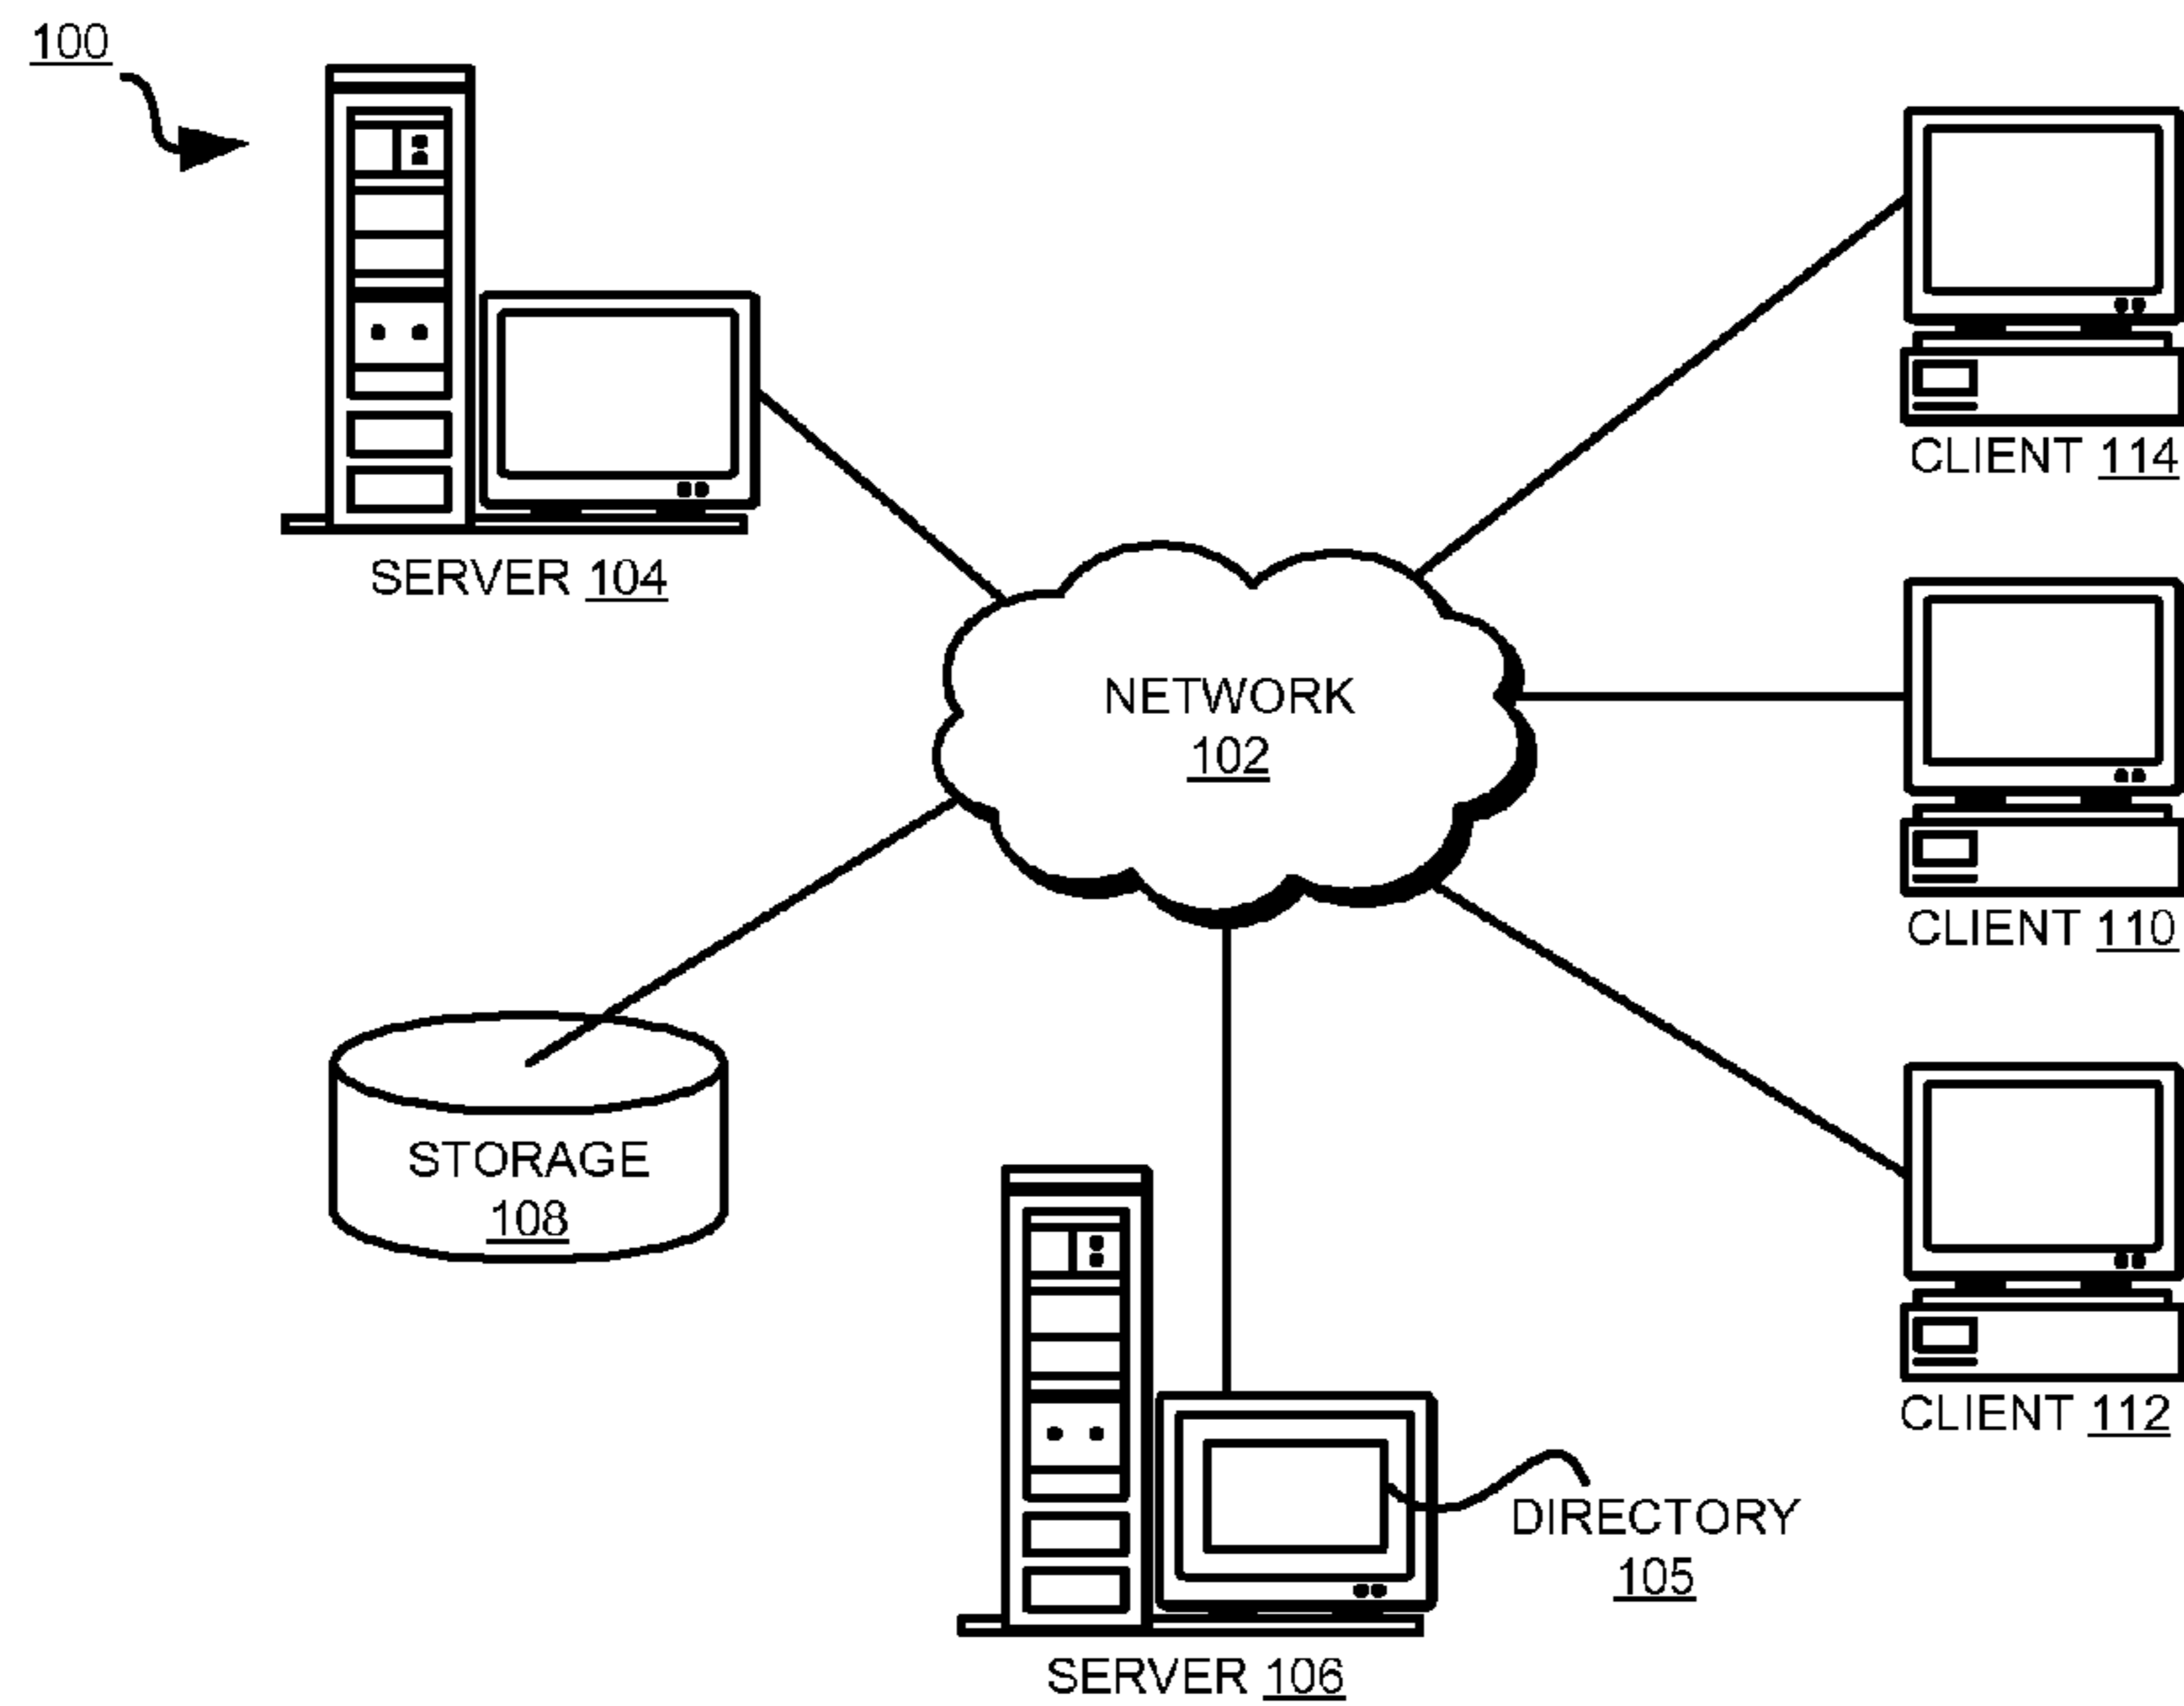 100
CLIENT 114
SERVER 104
NETWORK
102
CLIENT 110
STORAGE
108
CLIENT 112
DIRECTORY
105
SERVER 106